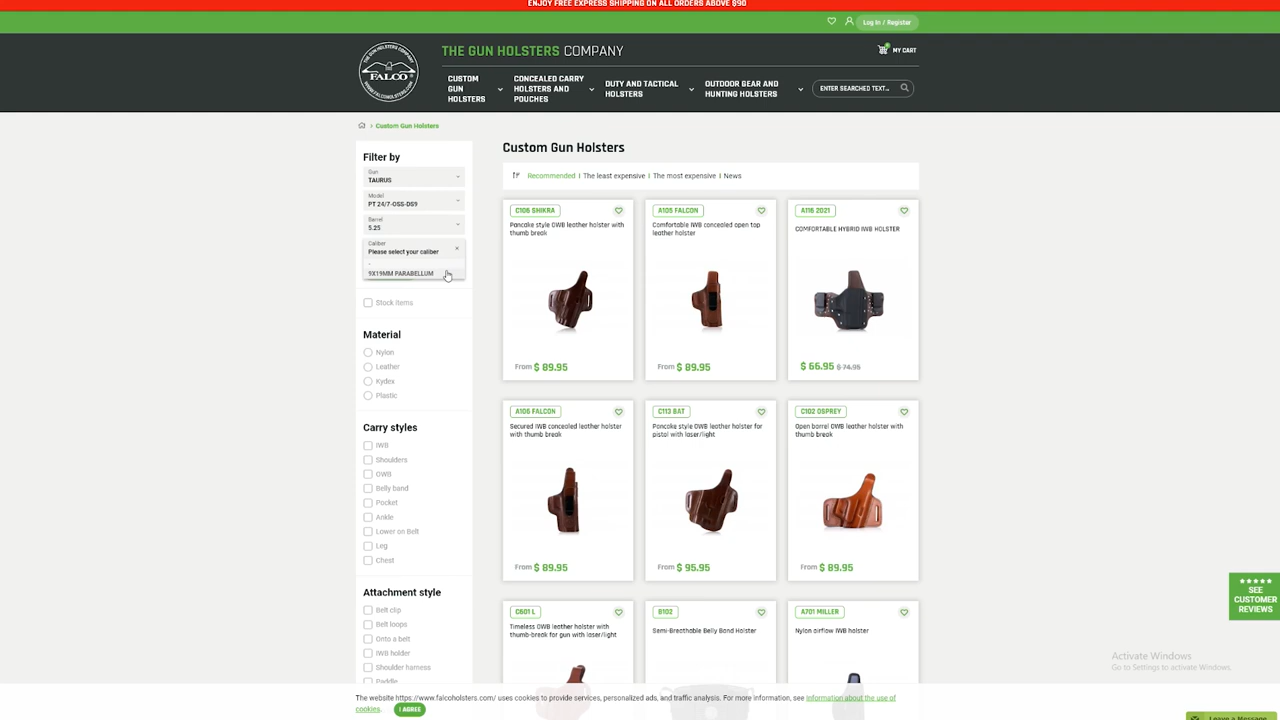 ENJOY FREE EXPRESS SHIPPING ON ALL ORDERS ABOVE $90
Log In / Register
THE GUN HOLSTERS COMPANY
MY CART
THE GUN HOLSTERS COMPANY
FALCO
WWW.FALCOHOLSTERS.COM
CUSTOM
GUN
HOLSTERS
CONCEALED CARRY
HOLSTERS AND
POUCHES
DUTY AND TACTICAL
HOLSTERS
OUTDOOR GEAR AND
HUNTING HOLSTERS
ENTER SEARCHED TEXT...
> Custom Gun Holsters
Filter by
Gun
TAURUS
Model
PT 24/7-OSS-DS9
Barrel
5.25
Caliber
Please select your caliber
-
9X19MM PARABELLUM
Stock items
Material
Nylon
Leather
Kydex
Plastic
Carry styles
IWB
Shoulders
OWB
Belly band
Pocket
Ankle
Lower on Belt
Leg
Chest
Attachment style
Belt clip
Belt loops
Onto a belt
IWB holder
Shoulder harness
Paddle
Custom Gun Holsters
Recommended | The least expensive | The most expensive | News
C106 SHIKRA
Pancake style OWB leather holster with
thumb break
From $ 89.95
A105 FALCON
Comfortable IWB concealed open top
leather holster
From $ 89.95
A116 2021
COMFORTABLE HYBRID IWB HOLSTER
$ 66.95 $ 74.95
A106 FALCON
Secured IWB concealed leather holster
with thumb break
From $ 89.95
C113 BAT
Pancake style OWB leather holster for
pistol with laser/light
From $ 95.95
C102 OSPREY
Open barrel OWB leather holster with
thumb break
From $ 89.95
C601 L
Timeless OWB leather holster with
thumb-break for gun with laser/light
B102
Semi-Breathable Belly Band Holster
A701 MILLER
Nylon airflow IWB holster
SEE
CUSTOMER
REVIEWS
Activate Windows
Go to Settings to activate Windows.
The website https://www.falcoholsters.com/ uses cookies to provide services, personalized ads, and traffic analysis. For more information, see Information about the use of
cookies. I AGREE
Leave a Message